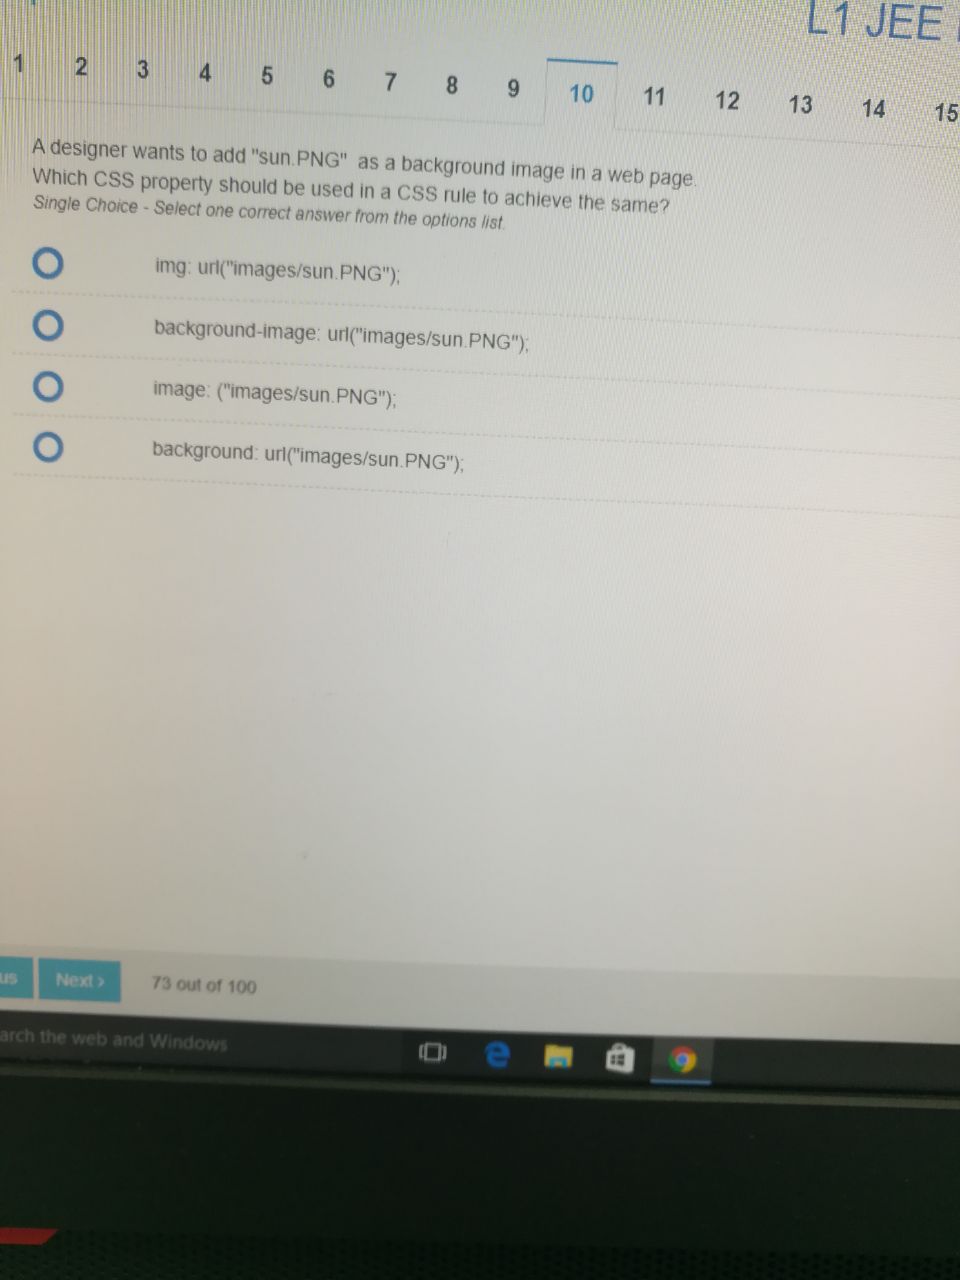 L1 JEE
1 2 3 4 5 6 7 8 9 10 11 12 13 14 15
A designer wants to add "sun.PNG" as a background image in a web page.
Which CSS property should be used in a CSS rule to achieve the same?
Single Choice - Select one correct answer from the options list.
img: url("images/sun.PNG");
background-image: url("images/sun.PNG");
image: ("images/sun.PNG");
background: url("images/sun.PNG");
us Next > 73 out of 100
arch the web and Windows